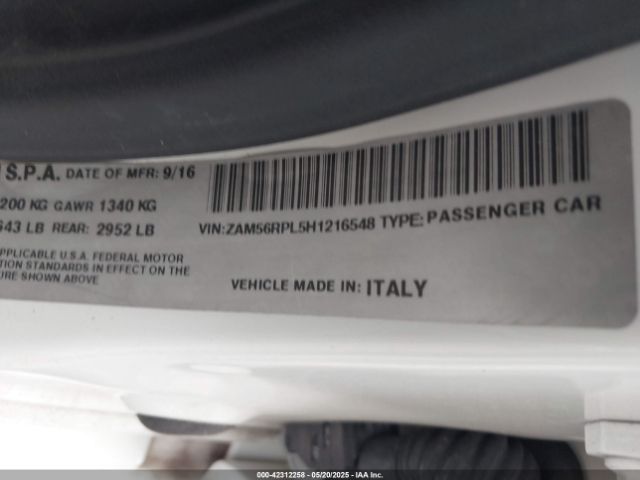 S.P.A. DATE OF MFR: 9/16
200 KG GAWR 1340 KG
643 LB REAR: 2952 LB
VIN:ZAM56RPL5H1216548 TYPE:PASSENGER CAR
APPLICABLE U.S.A. FEDERAL MOTOR
TION STANDARDS IN EFFECT ON THE
URE SHOWN ABOVE
VEHICLE MADE IN: ITALY
000-42312258 - 05/20/2025 - IAA Inc.